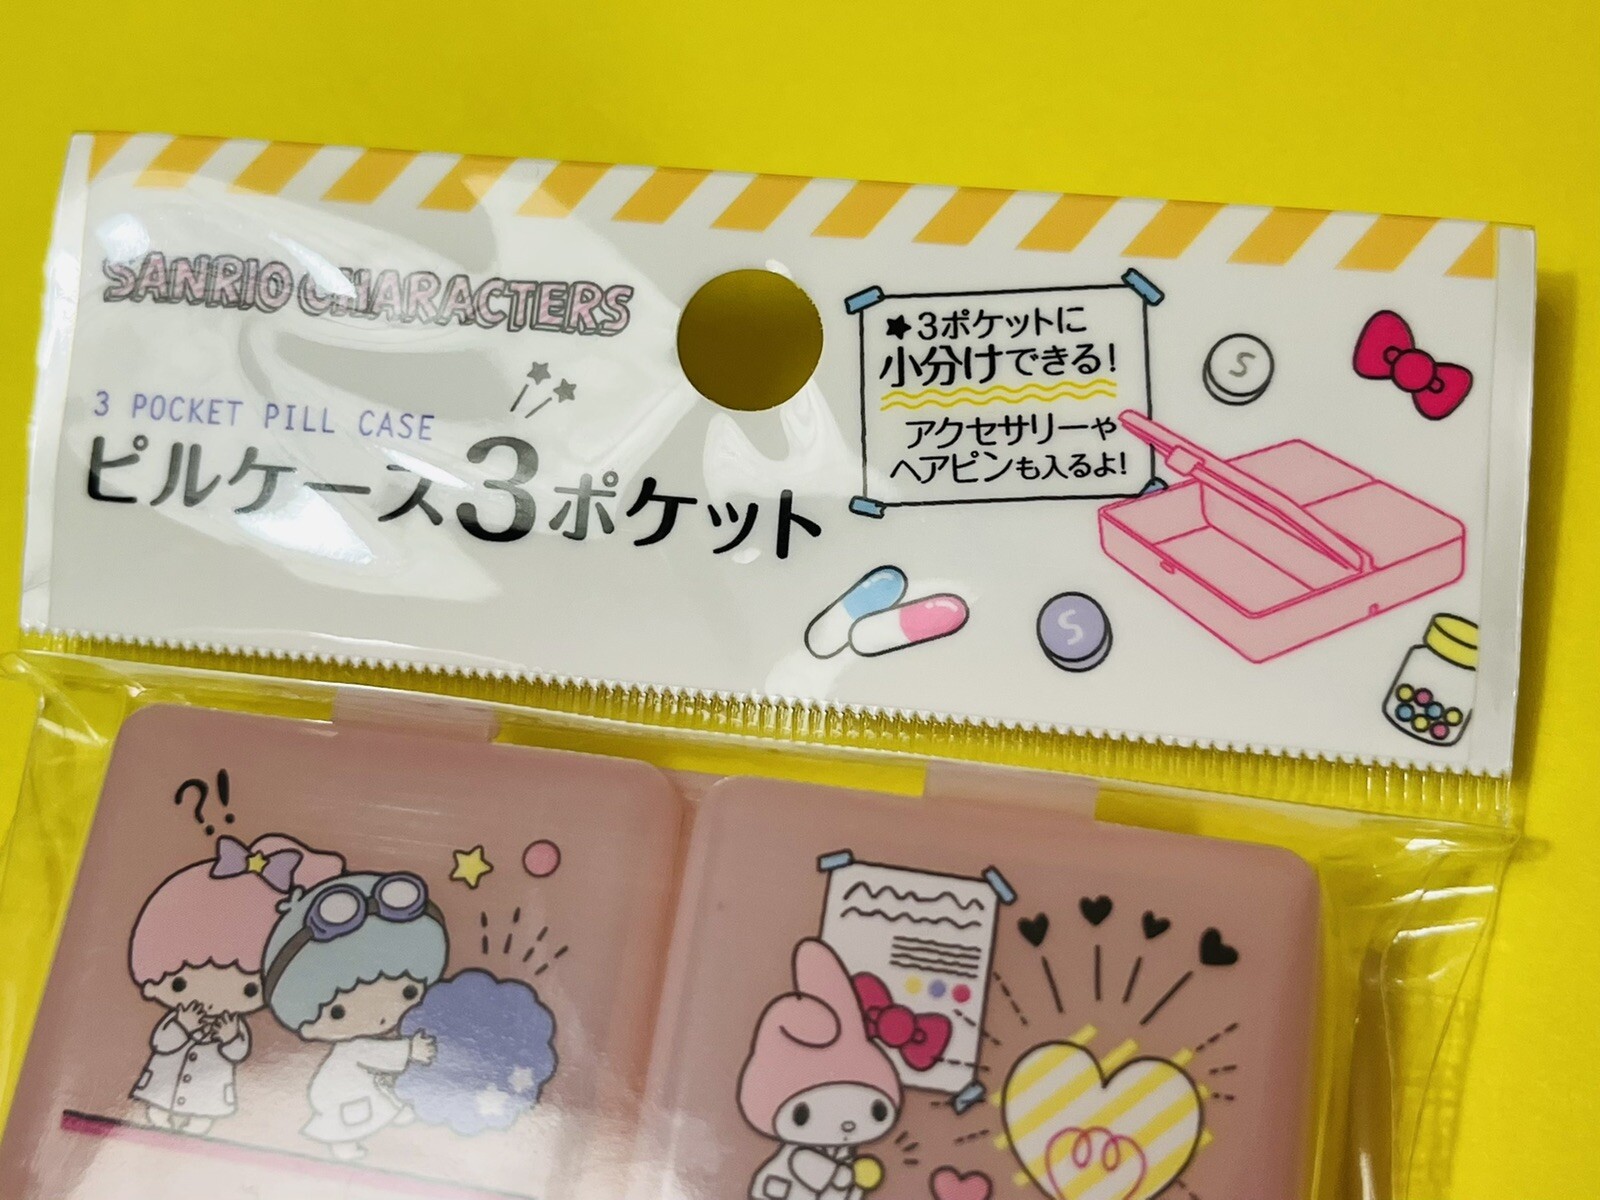 SANRIO CHARACTERS
3 POCKET PILL CASE
ピルケース3ポケット
★3ポケットに
小分けできる!
アクセサリーや
ヘアピンも入るよ!
S
S
?!